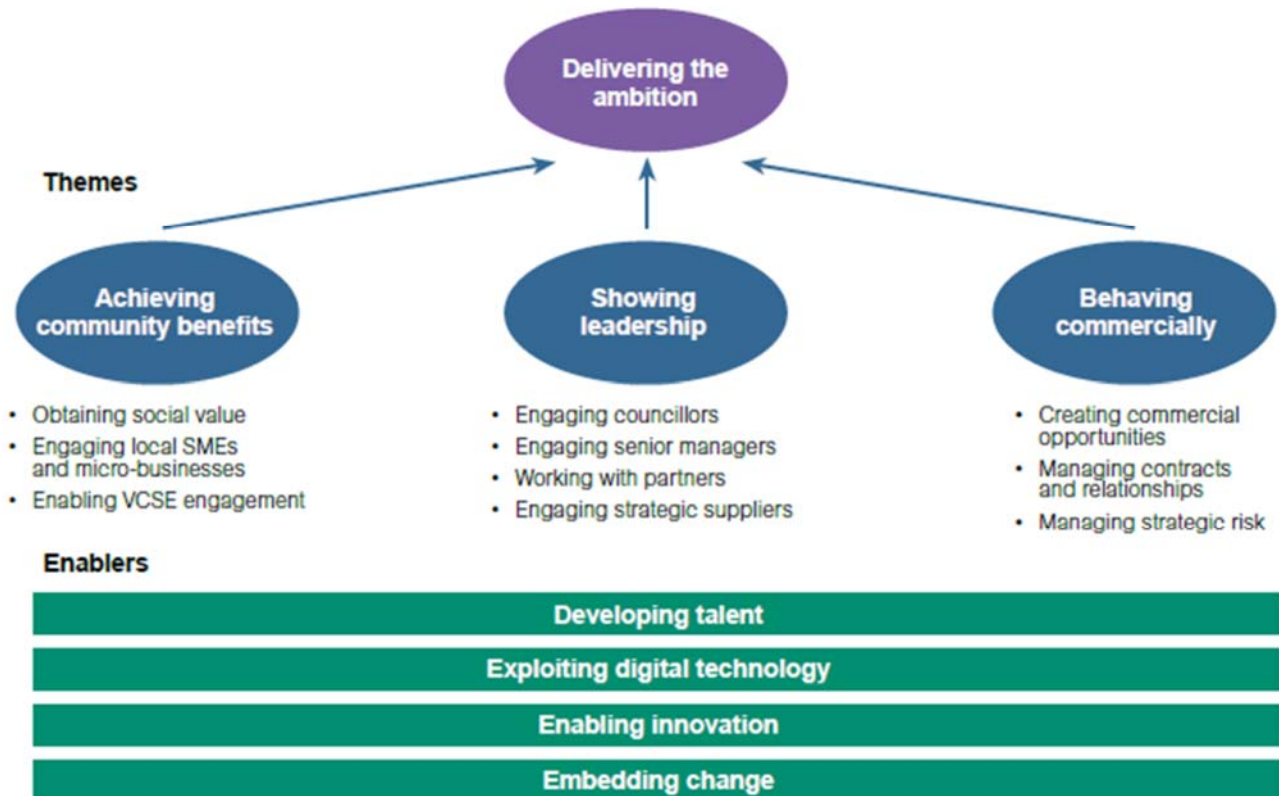 Delivering the
ambition
Themes
Achieving
community benefits
Showing
leadership
Behaving
commercially
• Obtaining social value
• Engaging local SMEs
and micro-businesses
• Enabling VCSE engagement
• Engaging councillors
• Engaging senior managers
• Working with partners
• Engaging strategic suppliers
• Creating commercial
opportunities
• Managing contracts
and relationships
• Managing strategic risk
Enablers
Developing talent
Exploiting digital technology
Enabling innovation
Embedding change